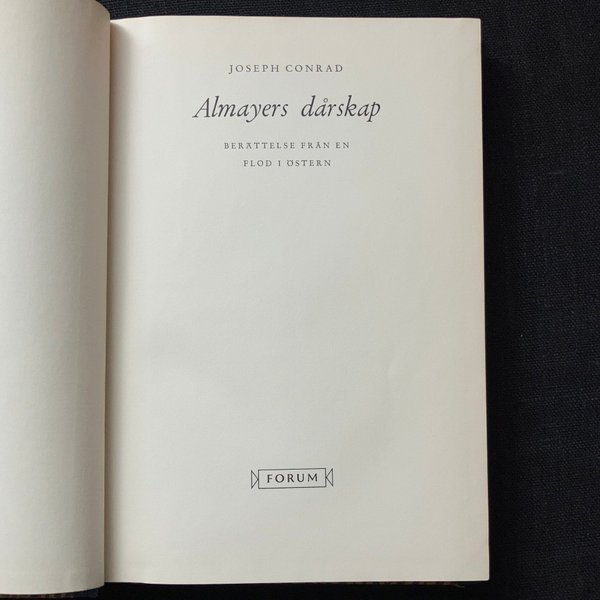 JOSEPH CONRAD
Almayers dårskap
BERÄTTELSE FRÅN EN
FLOD I ÖSTERN
FORUM